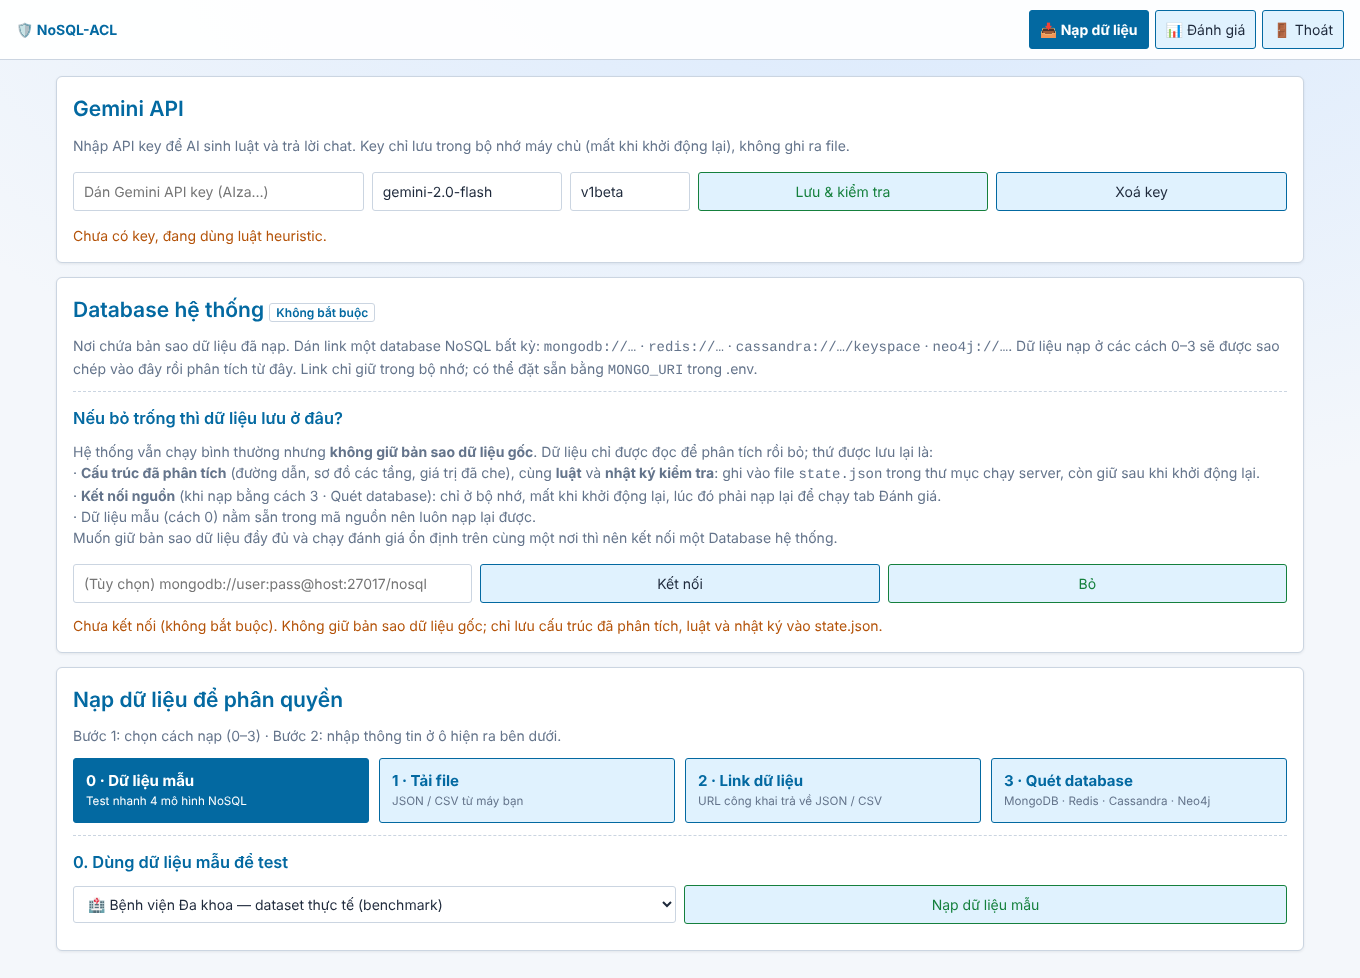 🛡️ NoSQL-ACL
📥 Nạp dữ liệu
📊 Đánh giá
🚪 Thoát
Gemini API
Nhập API key để AI sinh luật và trả lời chat. Key chỉ lưu trong bộ nhớ máy chủ (mất khi khởi động lại), không ghi ra file.
Dán Gemini API key (AIza...)
gemini-2.0-flash
v1beta
Lưu & kiểm tra
Xoá key
Chưa có key, đang dùng luật heuristic.
Database hệ thống Không bắt buộc
Nơi chứa bản sao dữ liệu đã nạp. Dán link một database NoSQL bất kỳ: mongodb://… · redis://… · cassandra://…/keyspace · neo4j://…. Dữ liệu nạp ở các cách 0–3 sẽ được sao
chép vào đây rồi phân tích từ đây. Link chỉ giữ trong bộ nhớ; có thể đặt sẵn bằng MONGO_URI trong .env.
Nếu bỏ trống thì dữ liệu lưu ở đâu?
Hệ thống vẫn chạy bình thường nhưng không giữ bản sao dữ liệu gốc. Dữ liệu chỉ được đọc để phân tích rồi bỏ; thứ được lưu lại là:
· Cấu trúc đã phân tích (đường dẫn, sơ đồ các tầng, giá trị đã che), cùng luật và nhật ký kiểm tra: ghi vào file state.json trong thư mục chạy server, còn giữ sau khi khởi động lại.
· Kết nối nguồn (khi nạp bằng cách 3 · Quét database): chỉ ở bộ nhớ, mất khi khởi động lại, lúc đó phải nạp lại để chạy tab Đánh giá.
· Dữ liệu mẫu (cách 0) nằm sẵn trong mã nguồn nên luôn nạp lại được.
Muốn giữ bản sao dữ liệu đầy đủ và chạy đánh giá ổn định trên cùng một nơi thì nên kết nối một Database hệ thống.
(Tùy chọn) mongodb://user:pass@host:27017/nosql
Kết nối
Bỏ
Chưa kết nối (không bắt buộc). Không giữ bản sao dữ liệu gốc; chỉ lưu cấu trúc đã phân tích, luật và nhật ký vào state.json.
Nạp dữ liệu để phân quyền
Bước 1: chọn cách nạp (0–3) · Bước 2: nhập thông tin ở ô hiện ra bên dưới.
0 · Dữ liệu mẫu
Test nhanh 4 mô hình NoSQL
1 · Tải file
JSON / CSV từ máy bạn
2 · Link dữ liệu
URL công khai trả về JSON / CSV
3 · Quét database
MongoDB · Redis · Cassandra · Neo4j
0. Dùng dữ liệu mẫu để test
🏥 Bệnh viện Đa khoa — dataset thực tế (benchmark)
Nạp dữ liệu mẫu